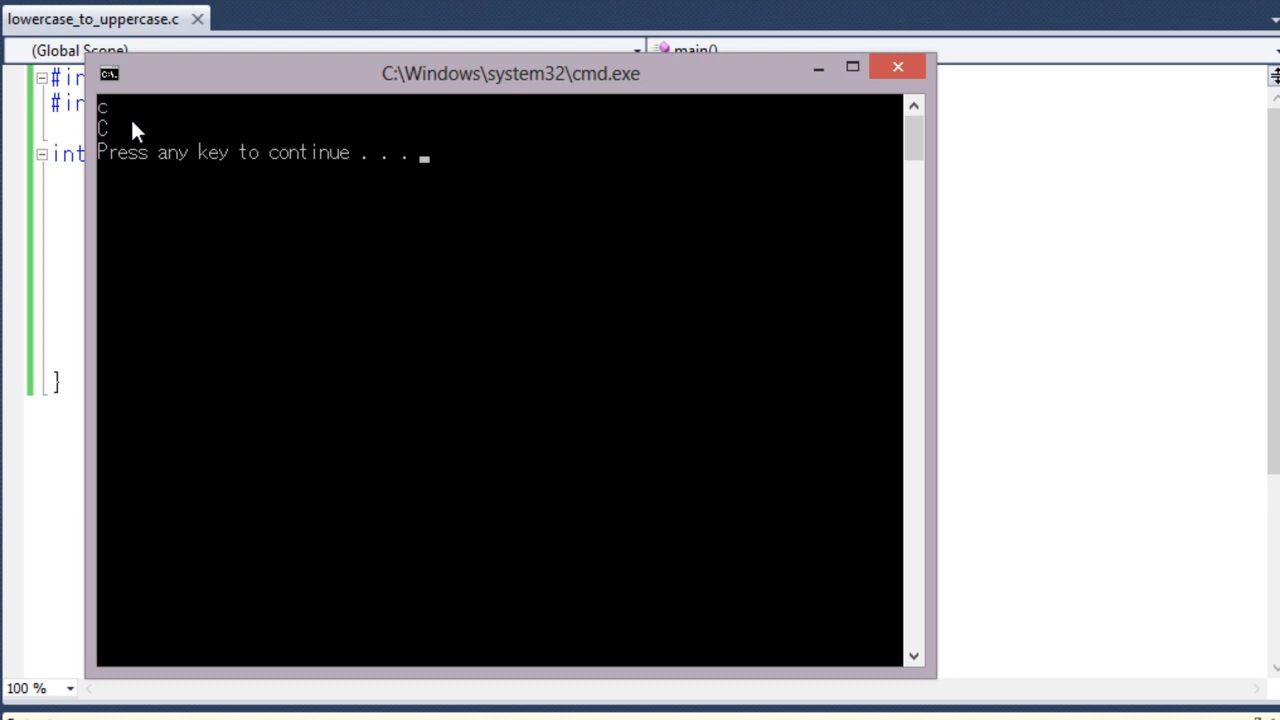 lowercase_to_uppercase.c
(Global Scope)
main()
C:\Windows\system32\cmd.exe
#in
#in
int
}
c
C
Press any key to continue . . .
100 %